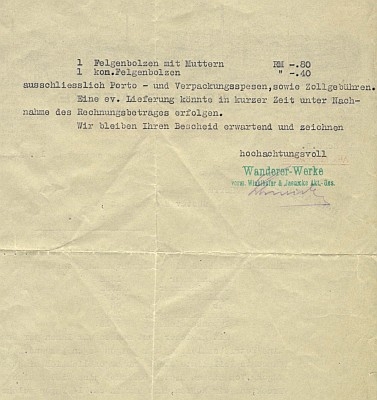 1 Felgenbolzen mit Muttern RM -.80
1 kon.Felgenbolzen " -.40
ausschliesslich Porto - und Verpackungsspesen,sowie Zollgebühren.
Eine ev. Lieferung könnte in kurzer Zeit unter Nach-
nahme des Rechnungsbetrages erfolgen.
Wir bleiben Ihren Bescheid erwartend und zeichnen
hochachtungsvoll
Wanderer-Werke
vorm. Winklhofer & Jaenicke Akt.-Ges.